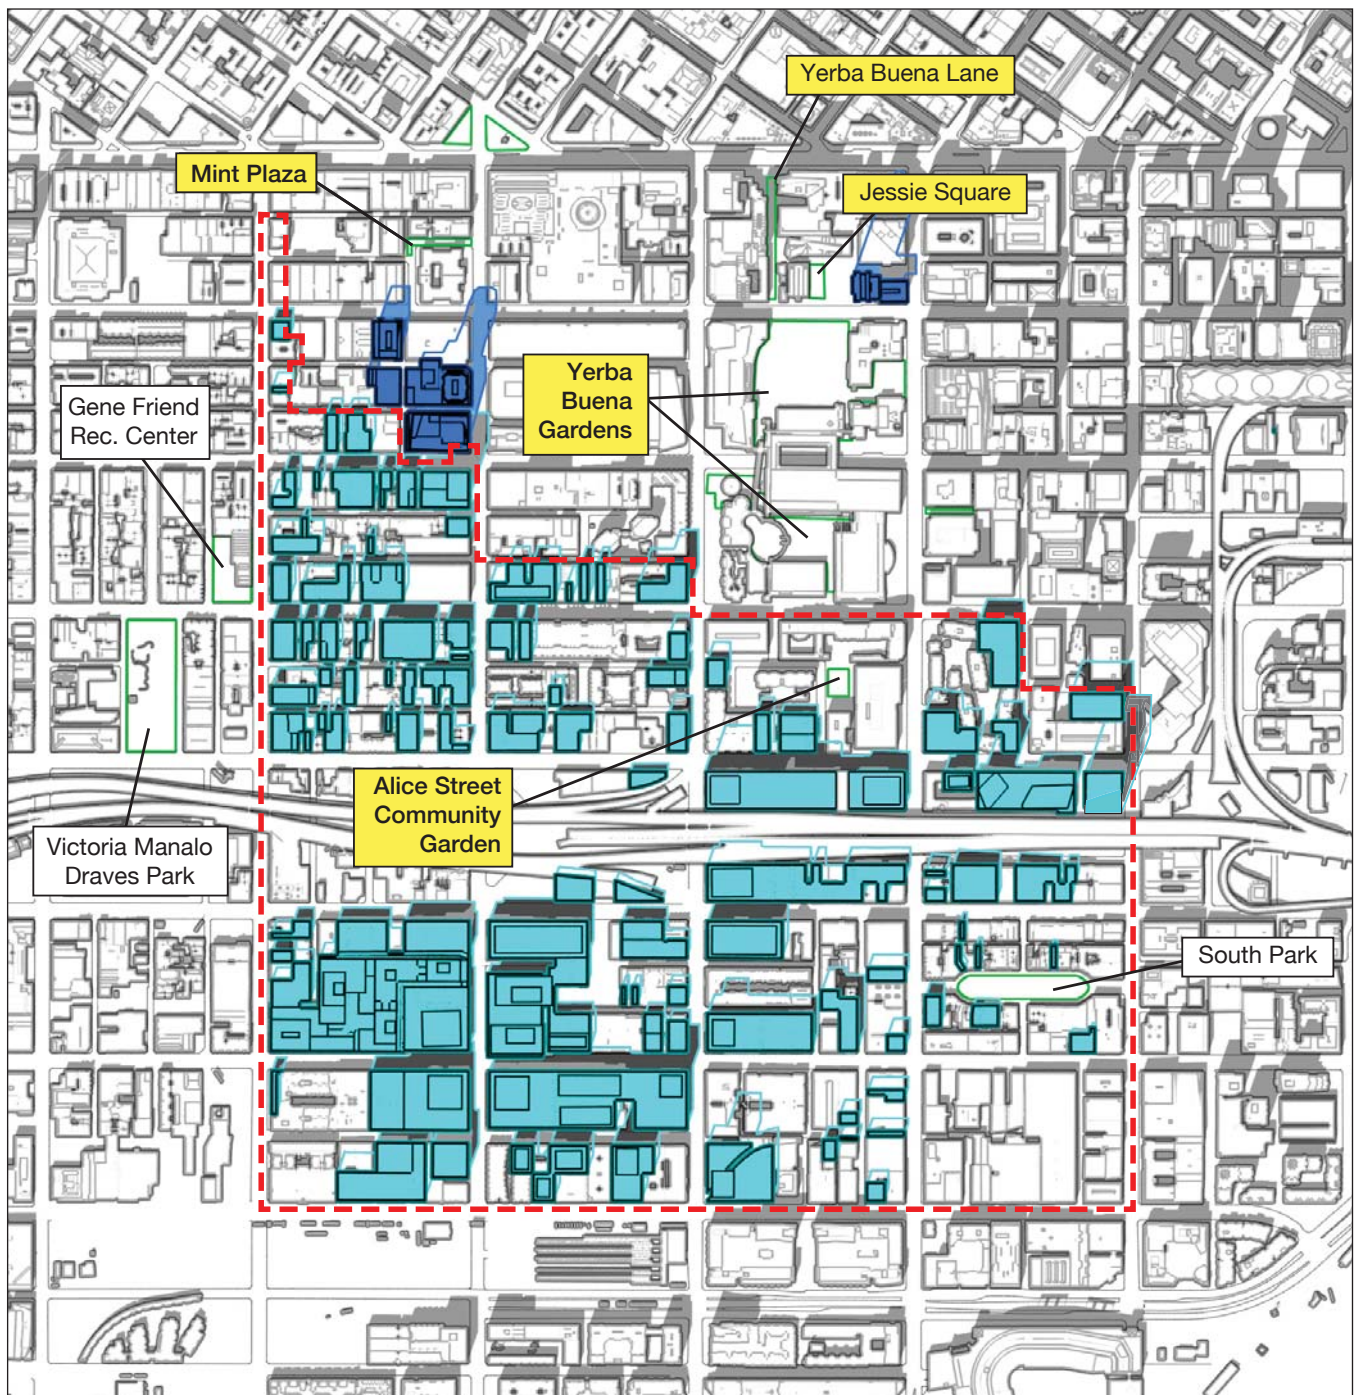 Yerba Buena Lane
Mint Plaza
Jessie Square
Yerba
Buena
Gardens
Gene Friend
Rec. Center
Alice Street
Community
Garden
Victoria Manalo
Draves Park
South Park